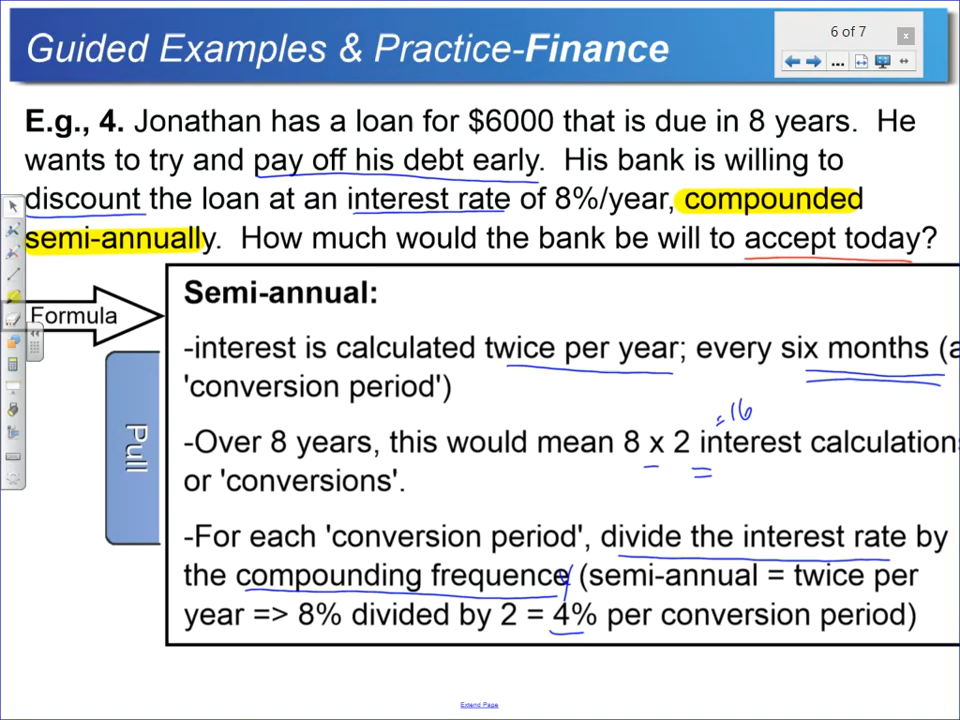 Guided Examples & Practice-Finance
6 of 7
x
...
E.g., 4. Jonathan has a loan for $6000 that is due in 8 years. He
wants to try and pay off his debt early. His bank is willing to
discount the loan at an interest rate of 8%/year, compounded
semi-annually. How much would the bank be will to accept today?
Formula
Semi-annual:
-interest is calculated twice per year; every six months (a
'conversion period')
= 16
-Over 8 years, this would mean 8 x 2 interest calculations
or 'conversions'.
Pull
-For each 'conversion period', divide the interest rate by
the compounding frequence y (semi-annual = twice per
year => 8% divided by 2 = 4% per conversion period)
Extend Page